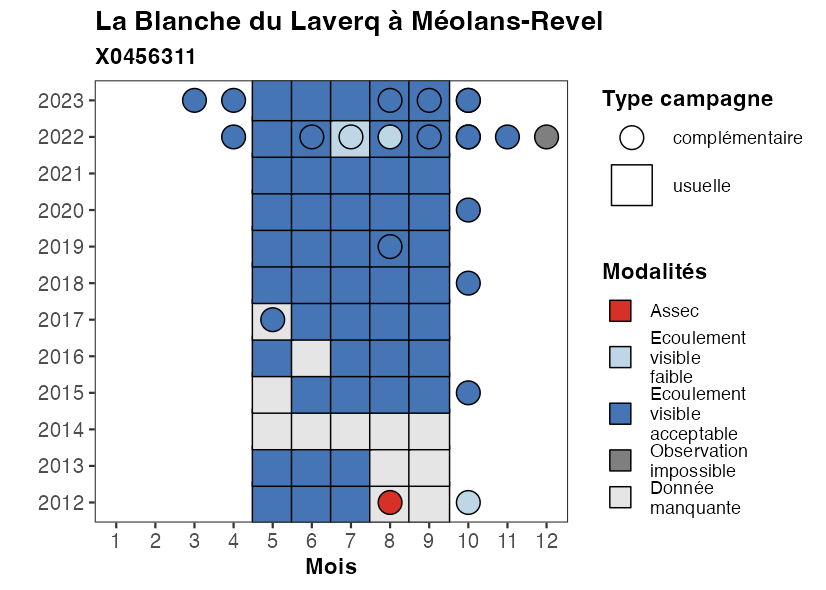 La Blanche du Laverq à Méolans-Revel
X0456311
2023
2022
2021
2020
2019
2018
2017
2016
2015
2014
2013
2012
1 2 3 4 5 6 7 8 9 10 11 12
Mois
Type campagne
complémentaire
usuelle
Modalités
Assec
Ecoulement
visible
faible
Ecoulement
visible
acceptable
Observation
impossible
Donnée
manquante